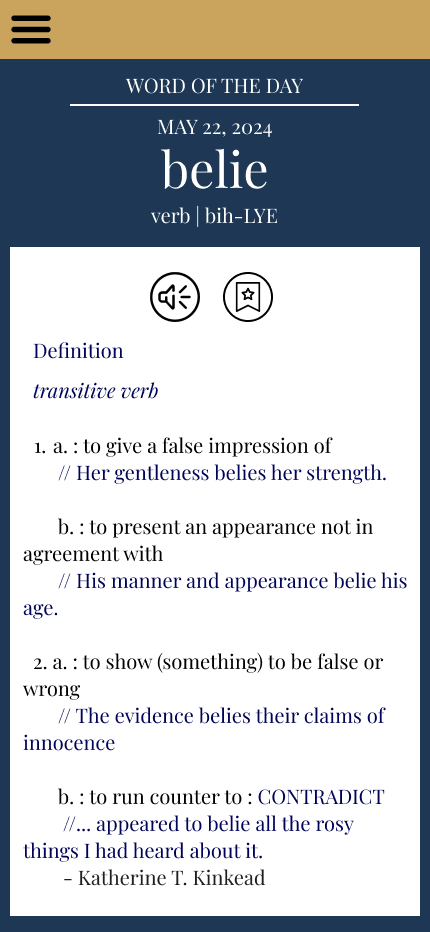 WORD OF THE DAY
MAY 22, 2024
belie
verb | bih-LYE
Definition
transitive verb
1. a. : to give a false impression of
// Her gentleness belies her strength.
b. : to present an appearance not in
agreement with
// His manner and appearance belie his
age.
2. a. : to show (something) to be false or
wrong
// The evidence belies their claims of
innocence
b. : to run counter to : CONTRADICT
//... appeared to belie all the rosy
things I had heard about it.
- Katherine T. Kinkead